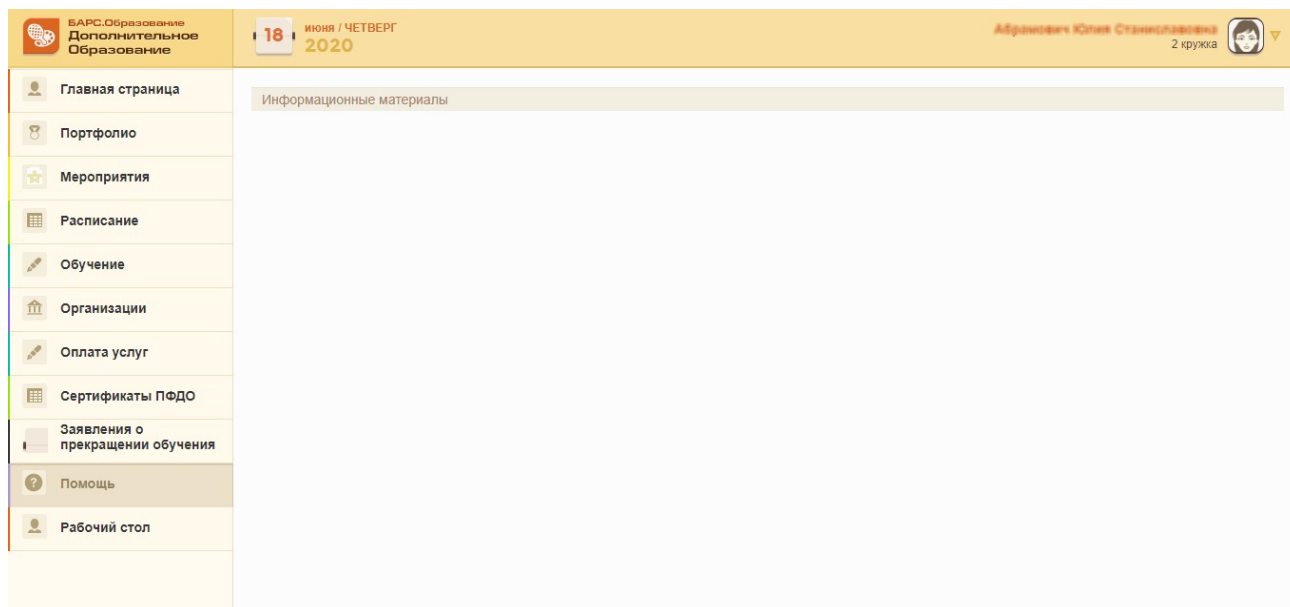 БАРС.Образование
Дополнительное
Образование
18
июня / ЧЕТВЕРГ
2020
2 кружка
Главная страница
Портфолио
Мероприятия
Расписание
Обучение
Организации
Оплата услуг
Сертификаты ПФДО
Заявления о
прекращении обучения
Помощь
Рабочий стол
Информационные материалы